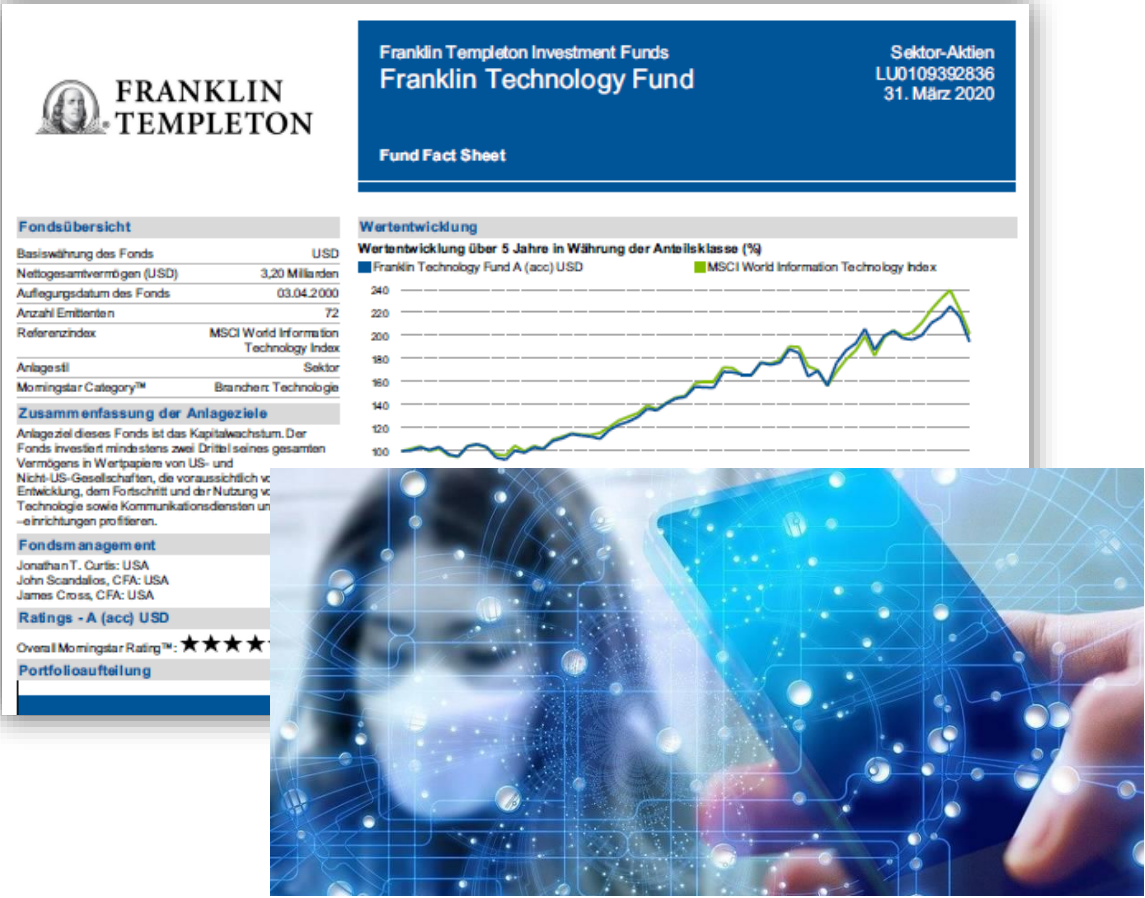 FRANKLIN
TEMPLETON
Franklin Templeton Investment Funds
Franklin Technology Fund
Fund Fact Sheet
Sektor-Aktien
LU0109392836
31. März 2020
Fondsübersicht
Basiswährung des Fonds USD
Nettogesamtvermögen (USD) 3,20 Milliarden
Auflegungsdatum des Fonds 03.04.2000
Anzahl Emittenten 72
Referenzindex MSCI World Information
Technology Index
Anlagestil Sektor
Morningstar Category™ Branchen: Technologie
Zusammenfassung der Anlageziele
Anlageziel dieses Fonds ist das Kapitalwachstum. Der
Fonds investiert mindestens zwei Drittel seines gesamten
Vermögens in Wertpapiere von US- und
Nicht-US-Gesellschaften, die voraussichtlich
Entwicklung, dem Fortschritt und der Nutzung
Technologie sowie Kommunikationsdiensten
–einrichtungen profitieren.
Fondsmanagement
Jonathan T. Curtis: USA
John Scandalios, CFA: USA
James Cross, CFA: USA
Ratings - A (acc) USD
Overall Morningstar Rating™: ★★★★
Portfolioaufteilung
Wertentwicklung
Wertentwicklung über 5 Jahre in Währung der Anteilsklasse (%)
Franklin Technology Fund A (acc) USD MSCI World Information Technology Index
240
220
200
180
160
140
120
100